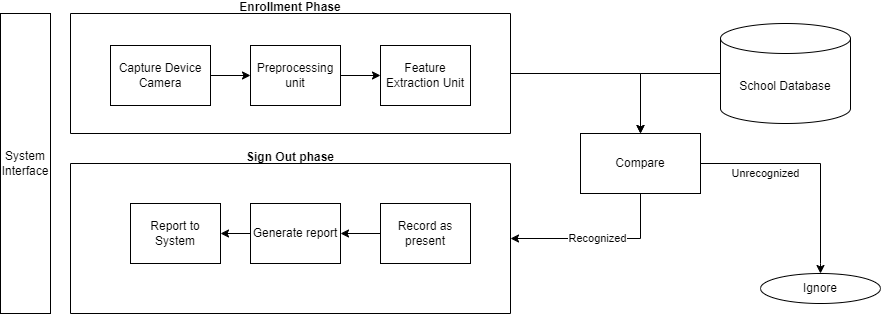 Enrollment Phase
Capture Device
Camera
Preprocessing
unit
Feature
Extraction Unit
School Database
System
Interface
Compare
Unrecognized
Sign Out phase
Report to
System
Generate report
Record as
present
Recognized
Ignore